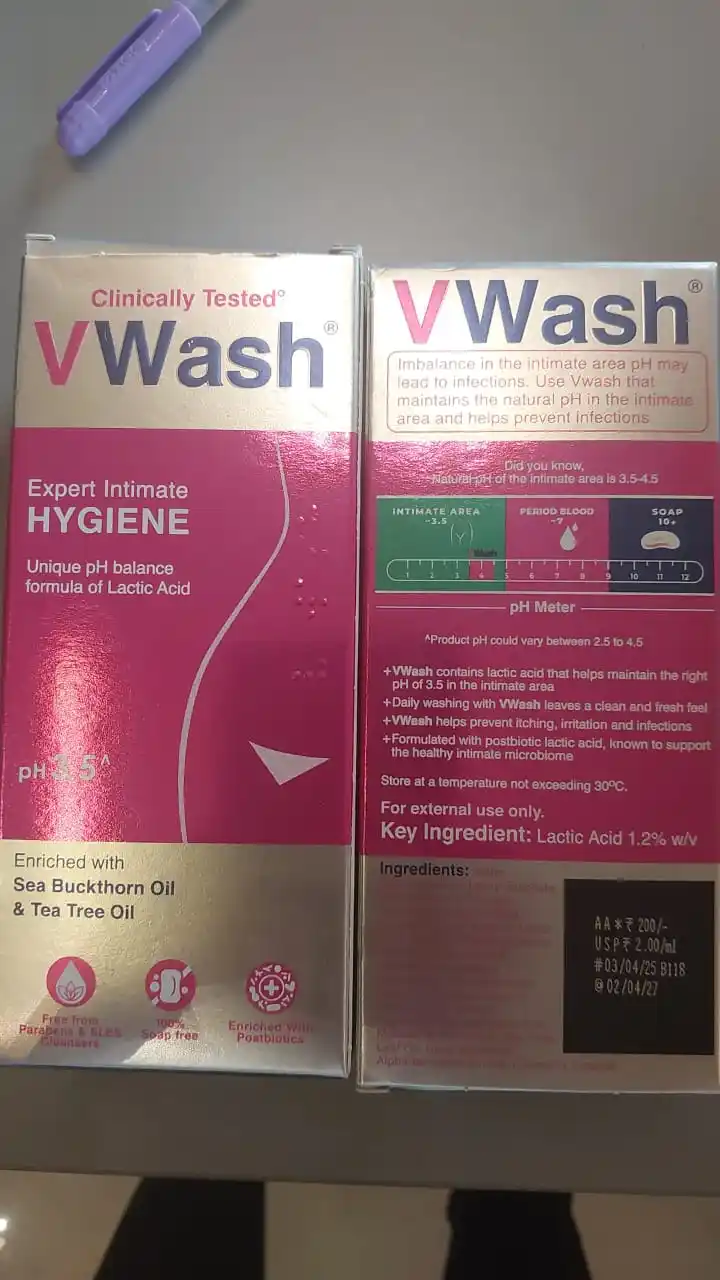 Clinically Tested°
VWash®
Expert Intimate
HYGIENE
Unique pH balance
formula of Lactic Acid
pH 3.5^
Enriched with
Sea Buckthorn Oil
& Tea Tree Oil
Free from
Parabens & SLES
Cleansers
100%
Soap free
Enriched With
Postbiotics
VWash®
Imbalance in the intimate area pH may
lead to infections. Use Vwash that
maintains the natural pH in the intimate
area and helps prevent infections
Did you know,
Natural pH of the intimate area is 3.5-4.5
INTIMATE AREA
~3.5
PERIOD BLOOD
~7
SOAP
10+
VWash
1 2 3 4 5 6 7 8 9 10 11 12
pH Meter
^Product pH could vary between 2.5 to 4.5
+VWash contains lactic acid that helps maintain the right
pH of 3.5 in the intimate area
+Daily washing with VWash leaves a clean and fresh feel
+VWash helps prevent itching, irritation and infections
+Formulated with postbiotic lactic acid, known to support
the healthy intimate microbiome
Store at a temperature not exceeding 30°C.
For external use only.
Key Ingredient: Lactic Acid 1.2% w/v
Ingredients:
AA*₹ 200/-
USP₹ 2.00/ml
#03/04/25 B118
@ 02/04/27